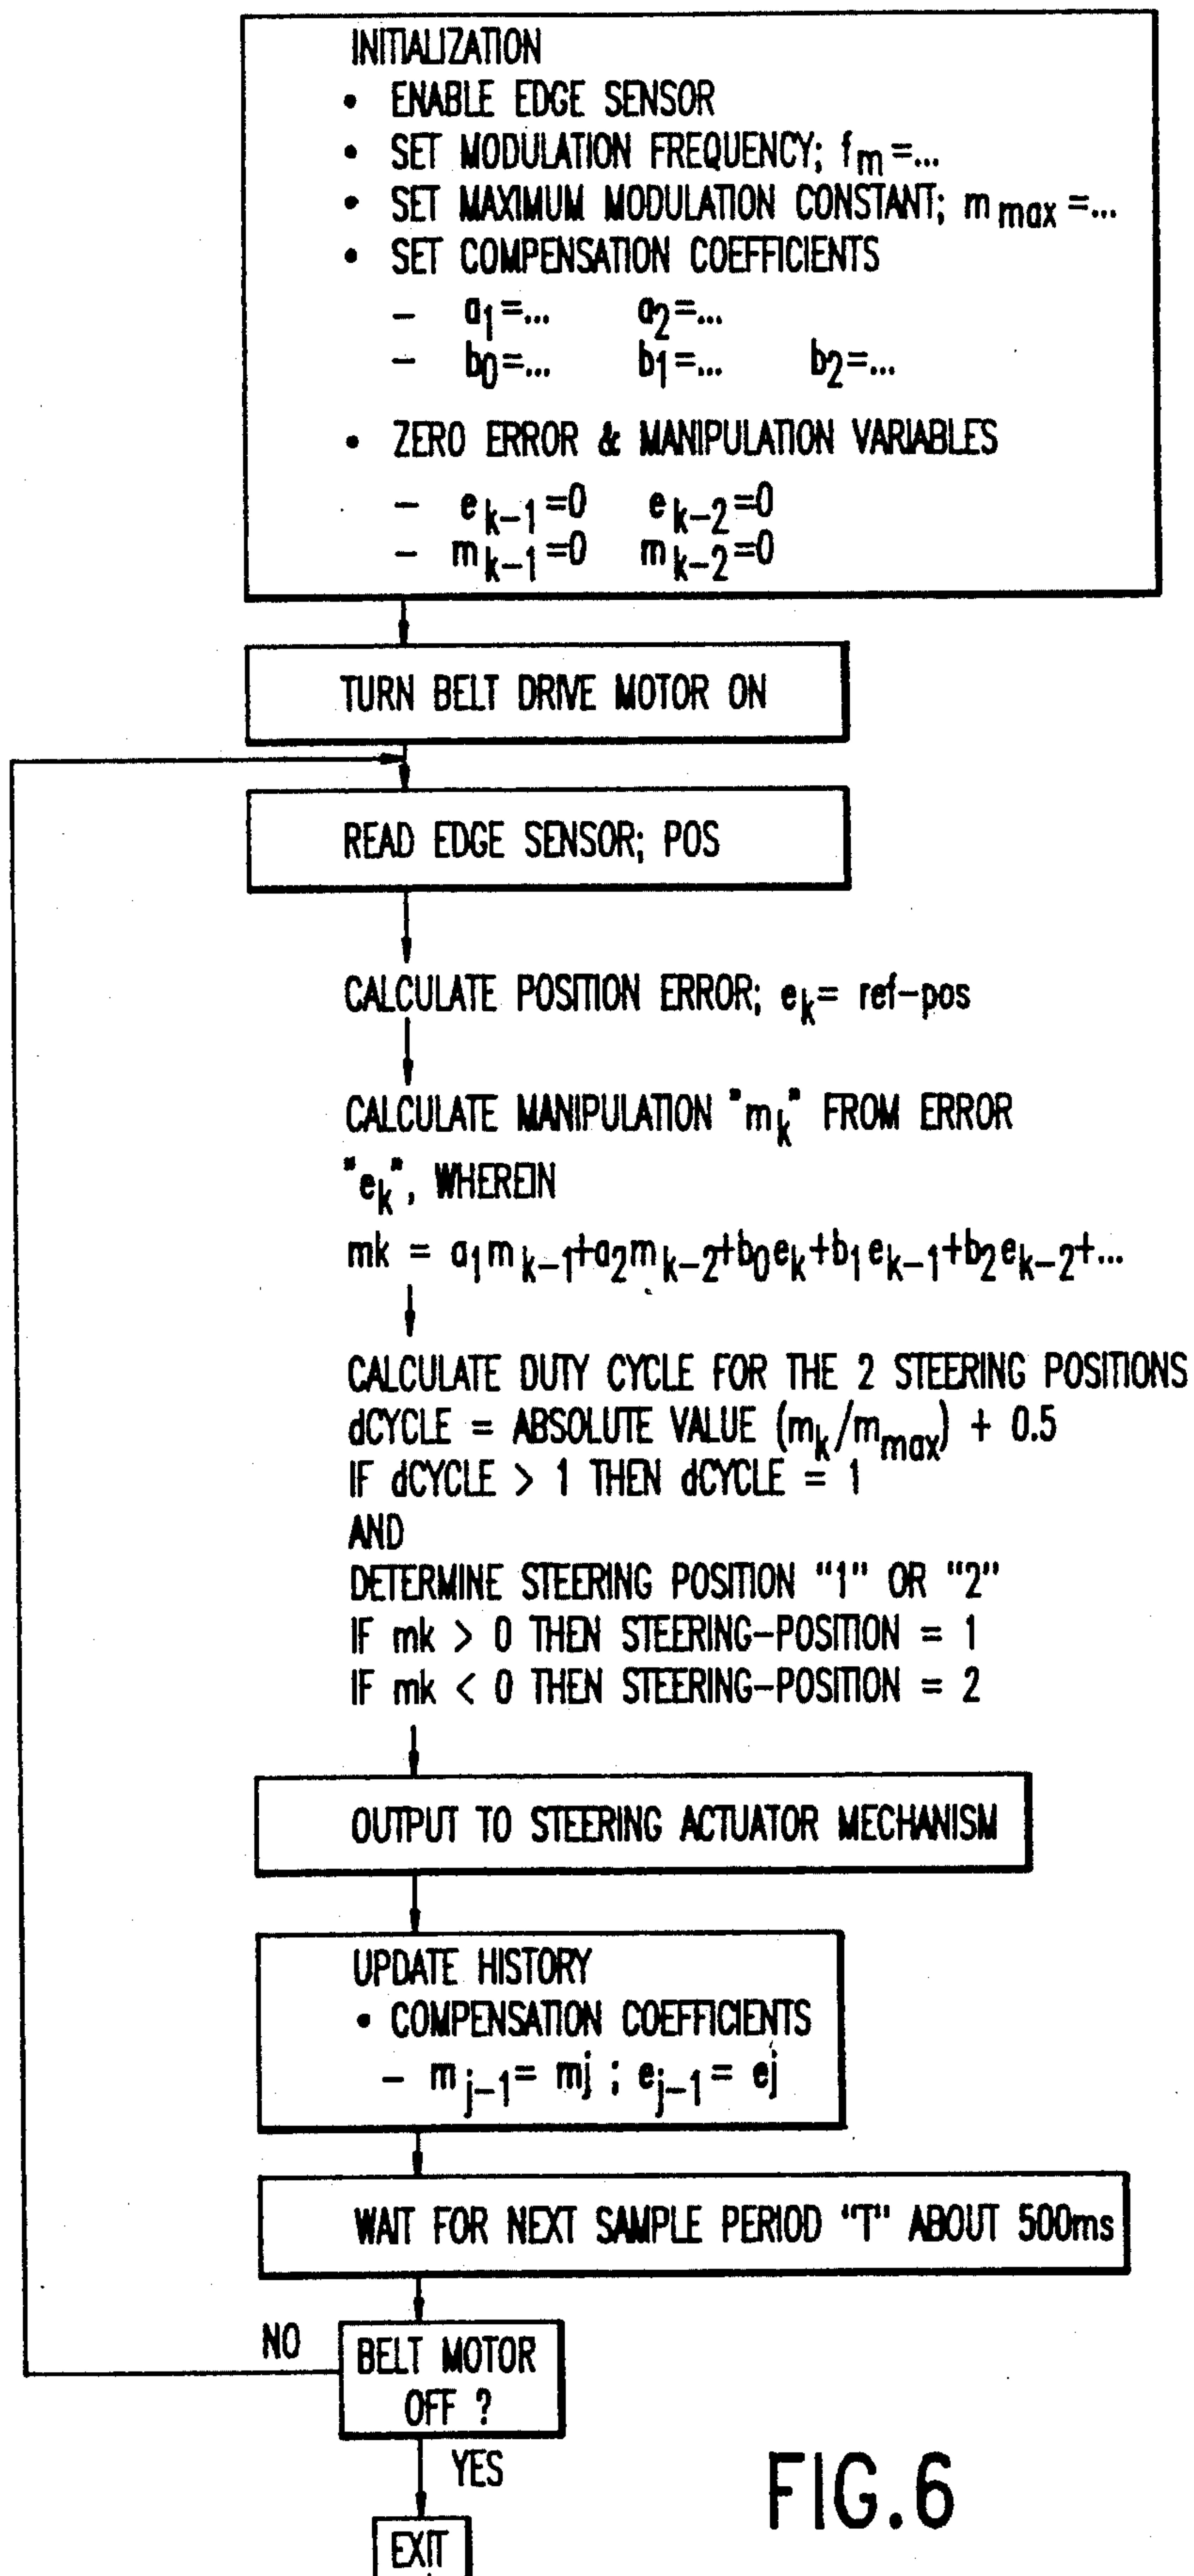 INITIALIZATION
• ENABLE EDGE SENSOR
• SET MODULATION FREQUENCY; fm =...
• SET MAXIMUM MODULATION CONSTANT; m max =...
• SET COMPENSATION COEFFICIENTS
– a1=... a2=...
– b0=... b1=... b2=...
• ZERO ERROR & MANIPULATION VARIABLES
– e k–1=0 e k–2=0
– m k–1=0 m k–2=0
TURN BELT DRIVE MOTOR ON
READ EDGE SENSOR; POS
CALCULATE POSITION ERROR; ek= ref–pos
CALCULATE MANIPULATION "mk" FROM ERROR
"ek", WHEREIN
mk = a1m k–1+a2m k–2+b0ek+b1e k–1+b2e k–2+...
CALCULATE DUTY CYCLE FOR THE 2 STEERING POSITIONS
dCYCLE = ABSOLUTE VALUE (mk/mmax) + 0.5
IF dCYCLE > 1 THEN dCYCLE = 1
AND
DETERMINE STEERING POSITION "1" OR "2"
IF mk > 0 THEN STEERING–POSITION = 1
IF mk < 0 THEN STEERING–POSITION = 2
OUTPUT TO STEERING ACTUATOR MECHANISM
UPDATE HISTORY
• COMPENSATION COEFFICIENTS
– m j–1= mj ; e j–1= ej
WAIT FOR NEXT SAMPLE PERIOD "T" ABOUT 500ms
NO
BELT MOTOR
OFF ?
YES
EXIT
FIG.6